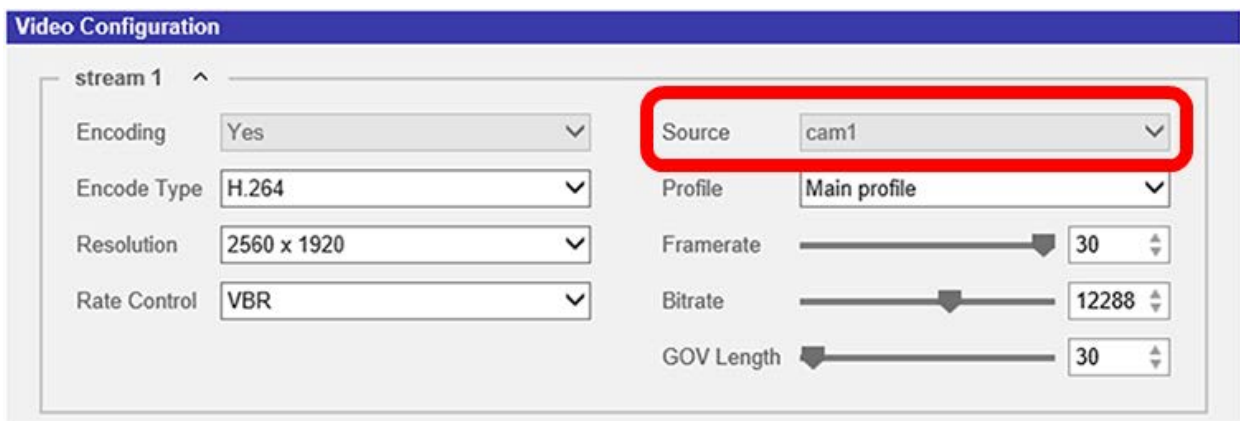 Video Configuration
stream 1
Encoding Yes Source cam1
Encode Type H.264 Profile Main profile
Resolution 2560 x 1920 Framerate 30
Rate Control VBR Bitrate 12288
GOV Length 30